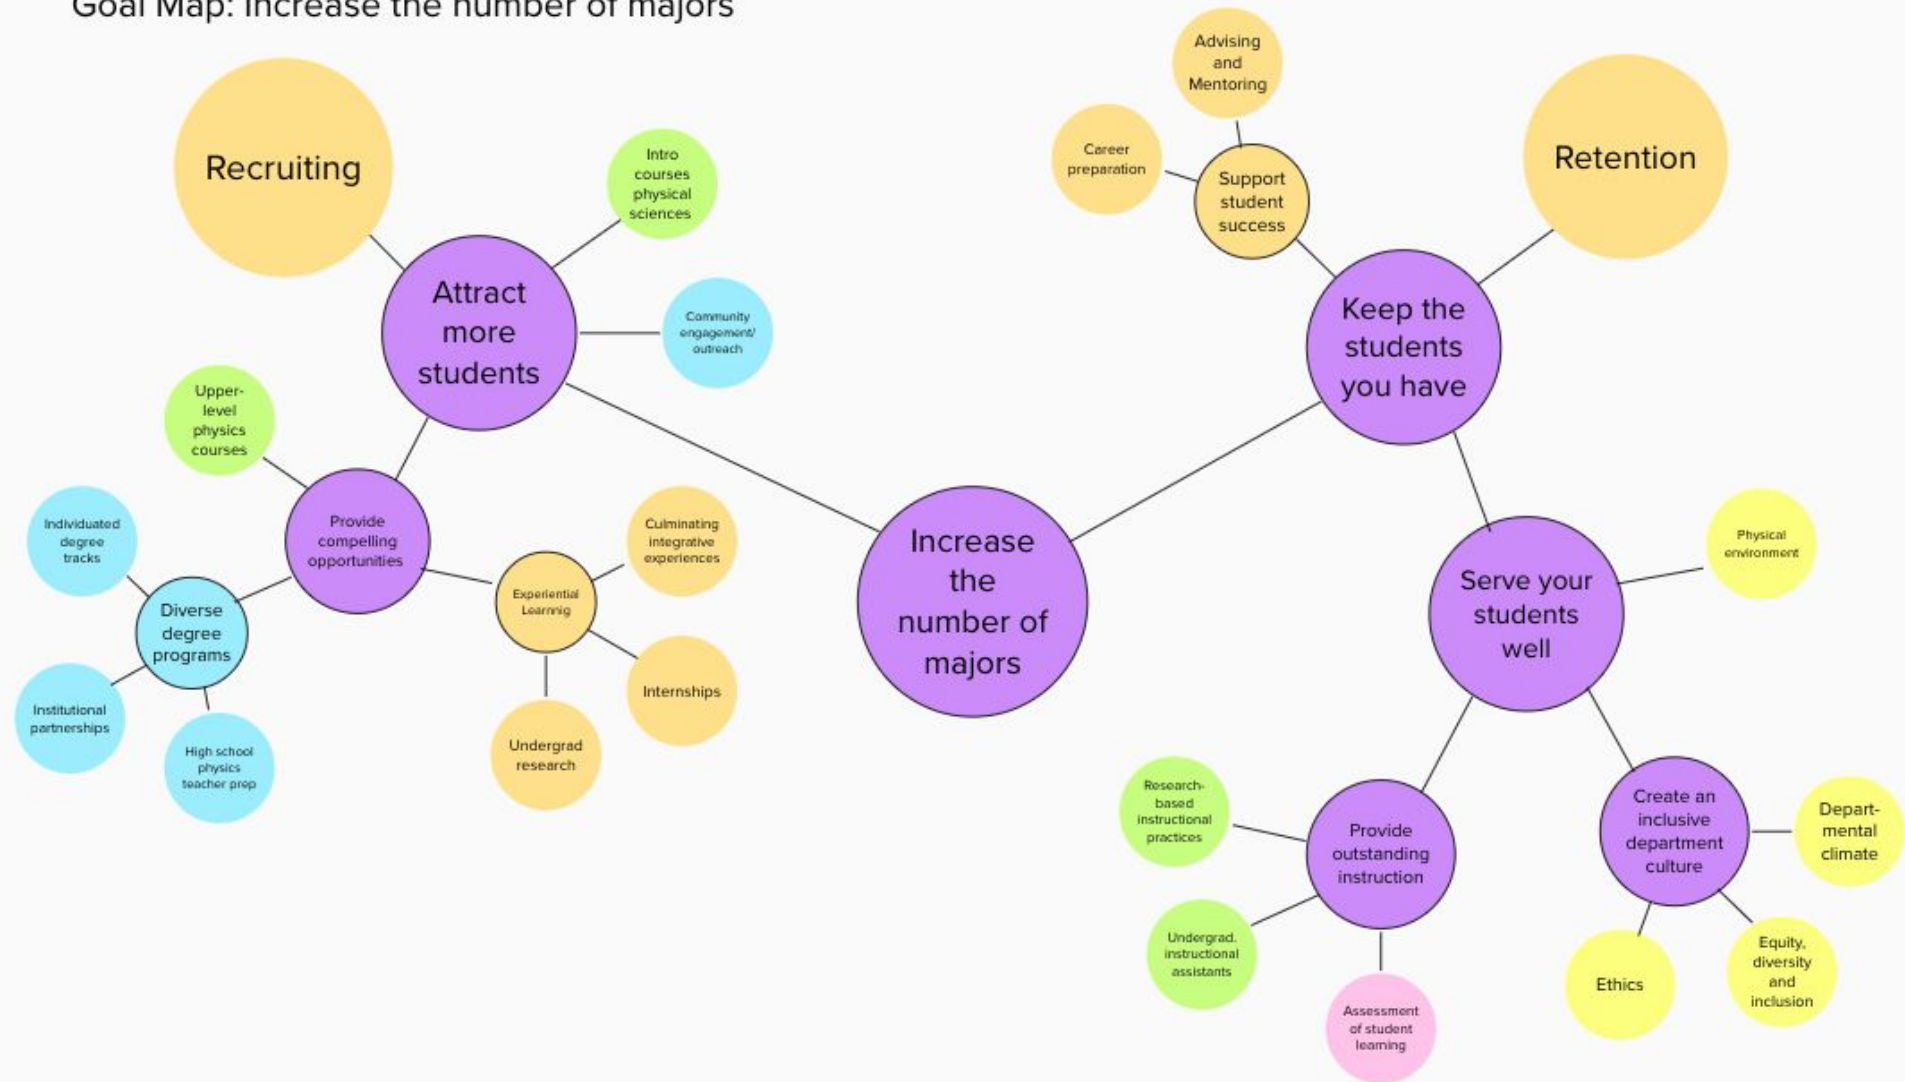 Goal Map: Increase the number of majors
Recruiting
Intro
courses
physical
sciences
Attract
more
students
Community
engagement/
outreach
Upper-
level
physics
courses
Provide
compelling
opportunities
Individuated
degree
tracks
Diverse
degree
programs
Institutional
partnerships
High school
physics
teacher prep
Experiential
Learnnig
Culminating
integrative
experiences
Internships
Undergrad
research
Increase
the
number of
majors
Advising
and
Mentoring
Career
preparation
Support
student
success
Retention
Keep the
students
you have
Serve your
students
well
Physical
environment
Research-
based
instructional
practices
Provide
outstanding
instruction
Undergrad.
instructional
assistants
Assessment
of student
learning
Create an
inclusive
department
culture
Depart-
mental
climate
Ethics
Equity,
diversity
and
inclusion